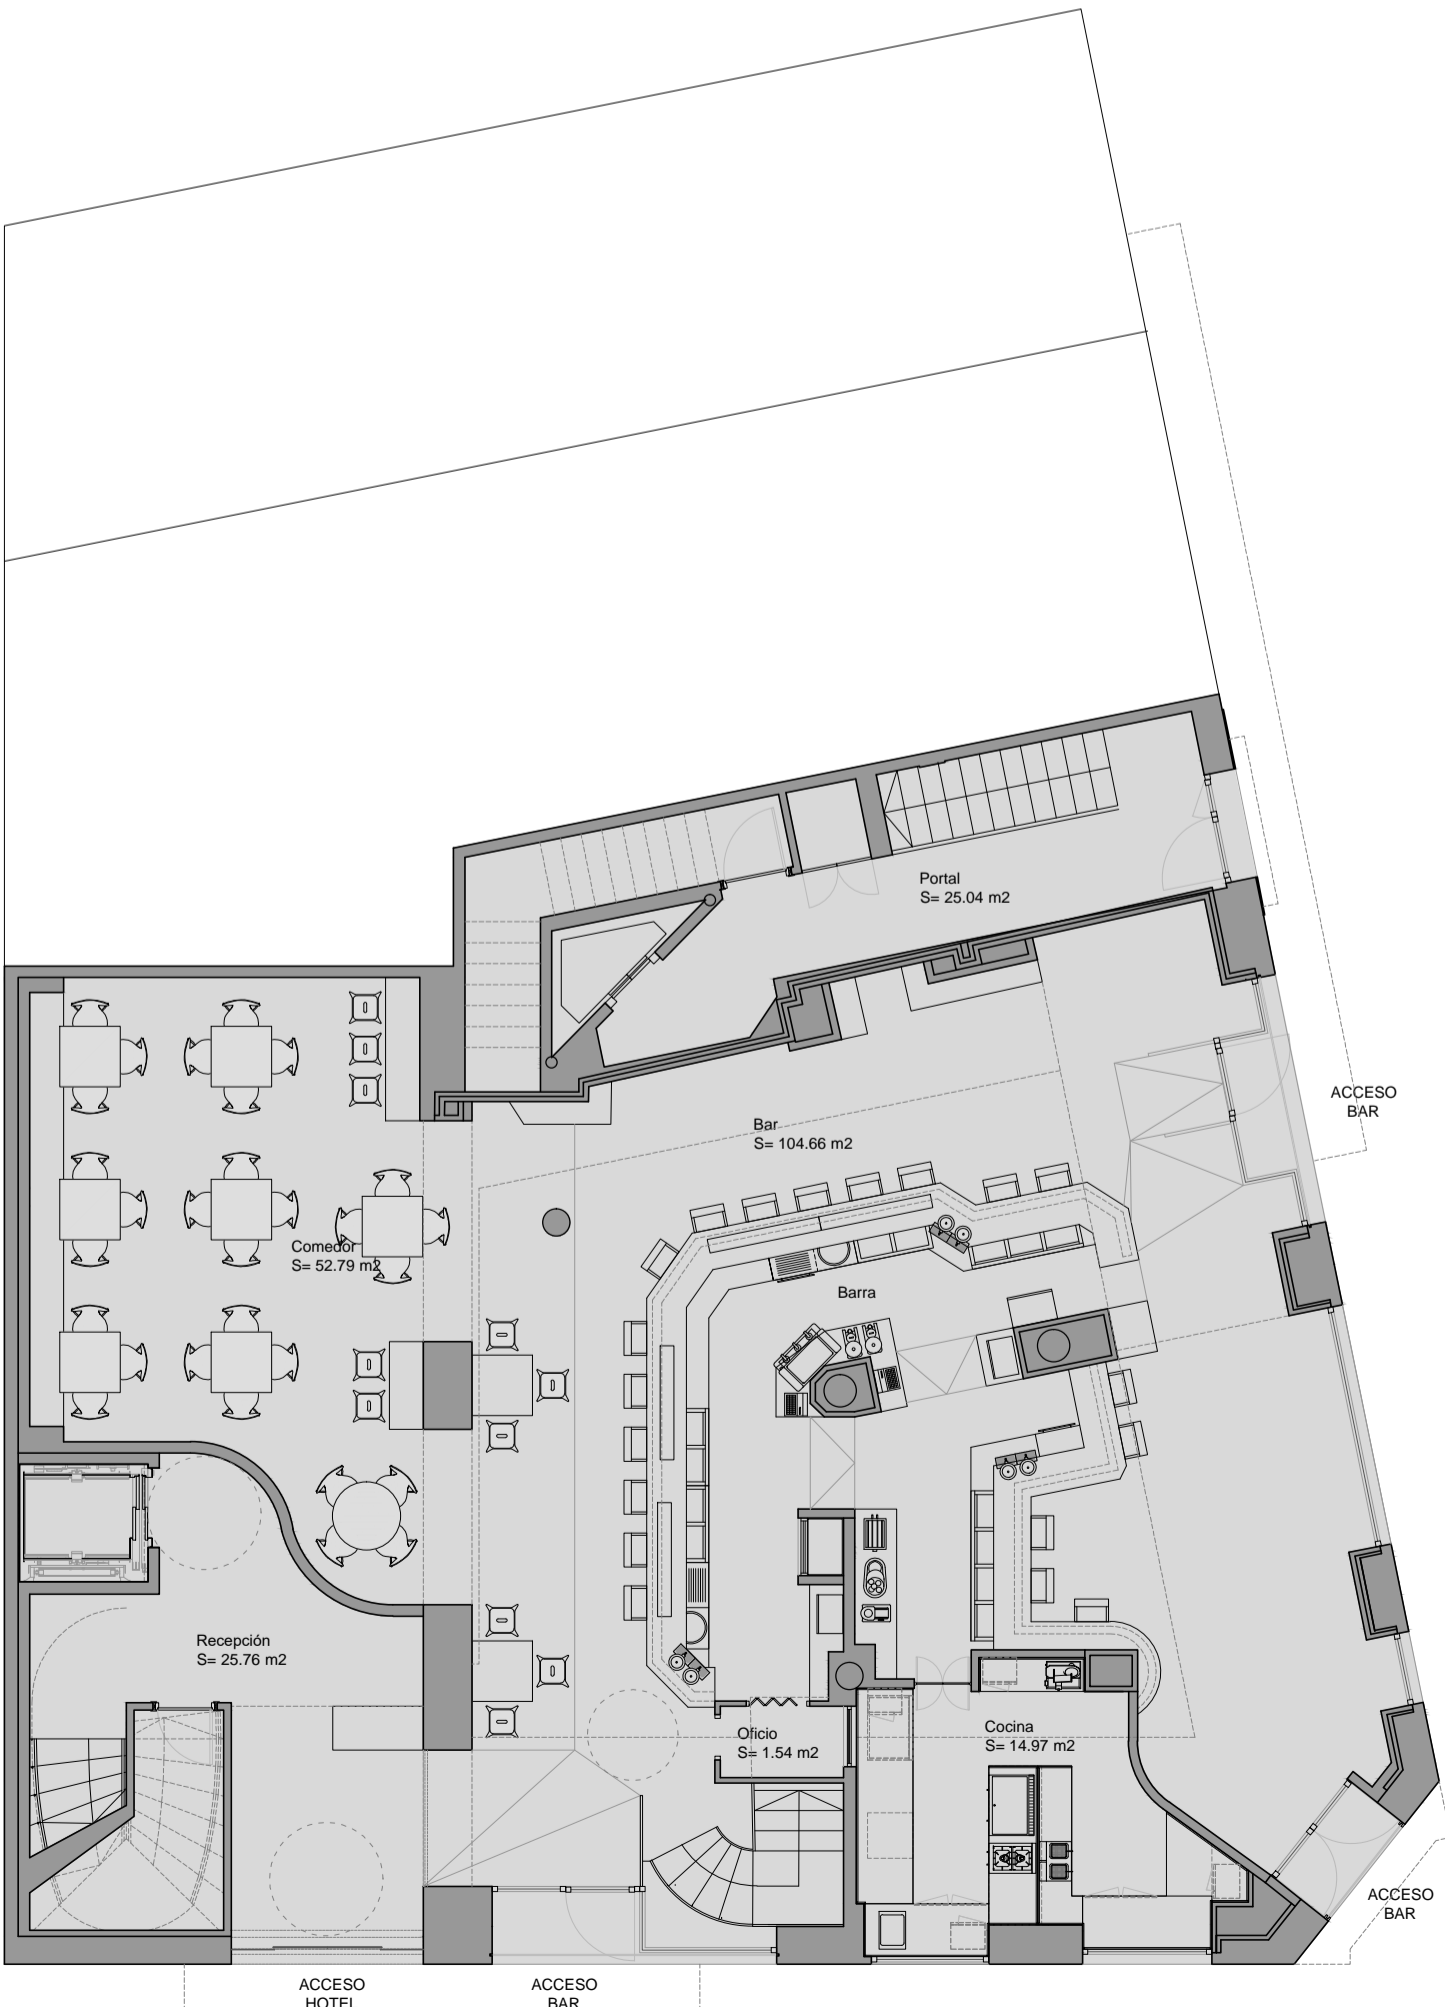 Portal
S= 25.04 m2
ACCESO
BAR
Bar
S= 104.66 m2
Comedor
S= 52.79 m2
Barra
Recepción
S= 25.76 m2
Oficio
S= 1.54 m2
Cocina
S= 14.97 m2
ACCESO
BAR
ACCESO
HOTEL
ACCESO
BAR